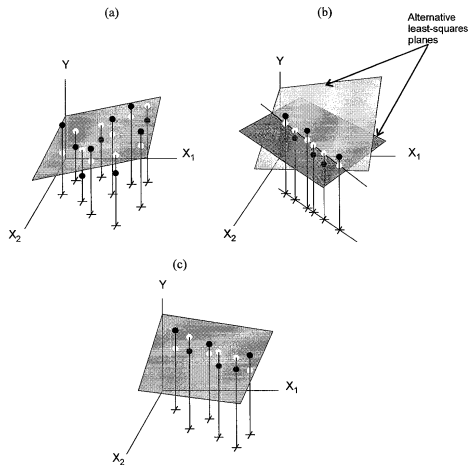 (a)
(b)
Alternative
least-squares
planes
Y
Y
X1
X1
X2
X2
(c)
Y
X1
X2